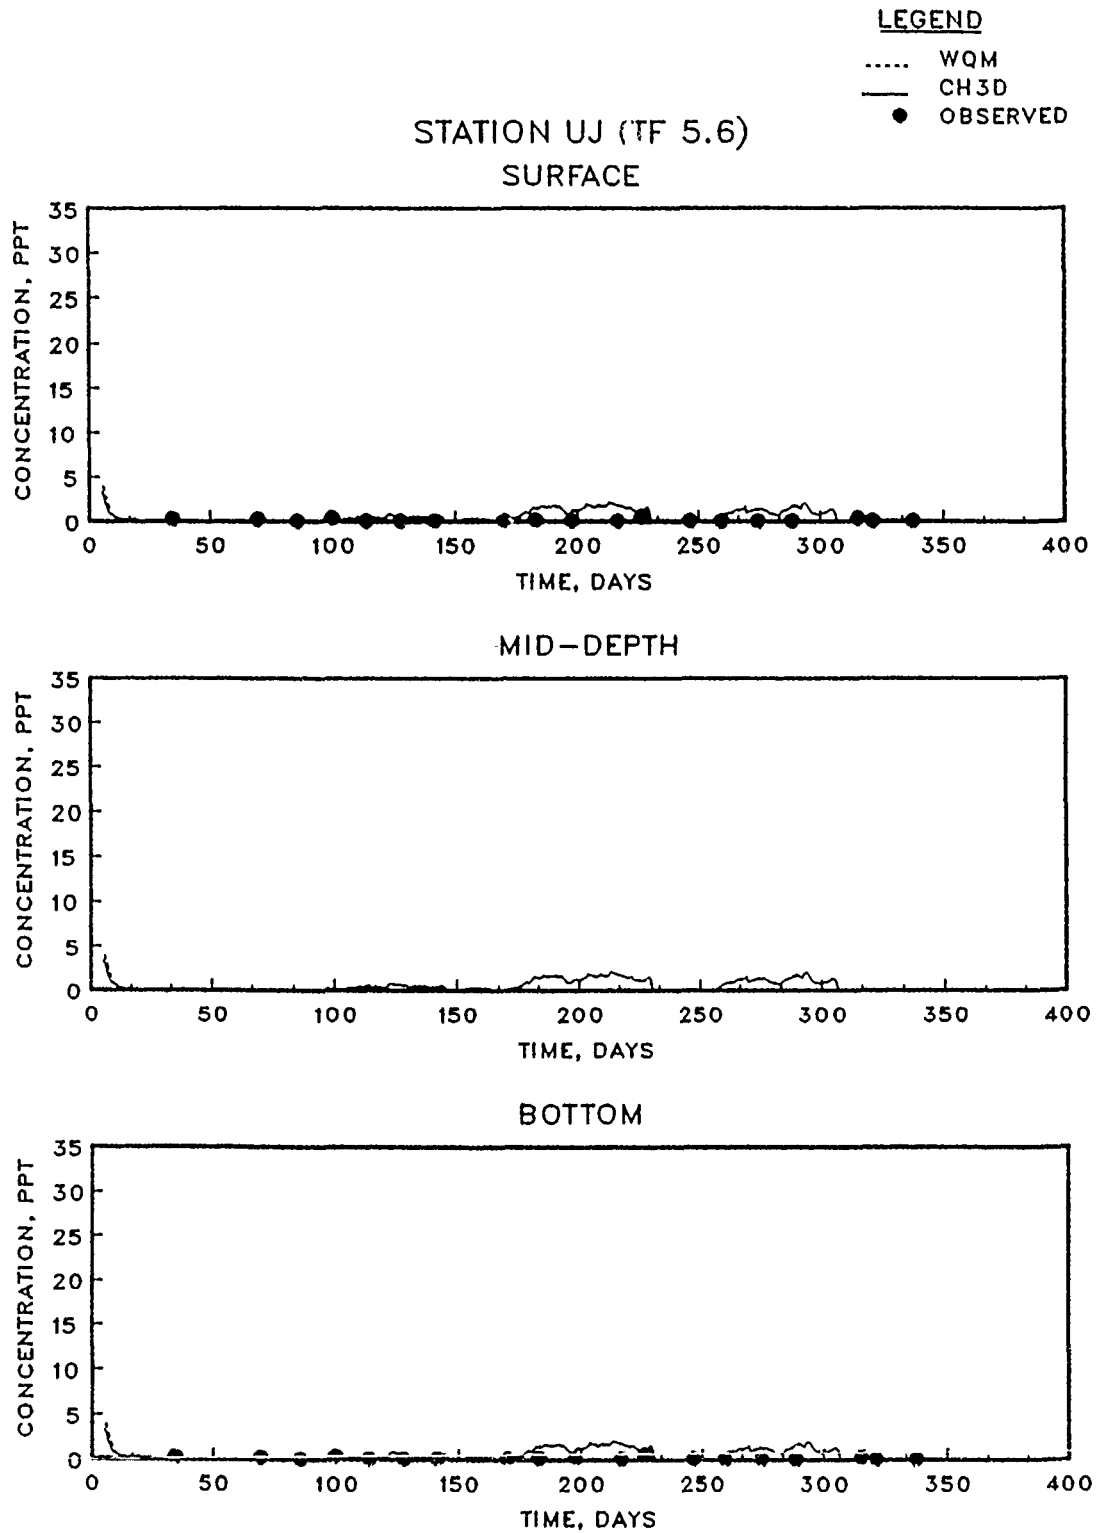 LEGEND
WQM
CH3D
OBSERVED
STATION UJ (TF 5.6)
SURFACE
CONCENTRATION, PPT
35
30
25
20
15
10
5
0
0 50 100 150 200 250 300 350 400
TIME, DAYS
MID-DEPTH
CONCENTRATION, PPT
35
30
25
20
15
10
5
0
0 50 100 150 200 250 300 350 400
TIME, DAYS
BOTTOM
CONCENTRATION, PPT
35
30
25
20
15
10
5
0
0 50 100 150 200 250 300 350 400
TIME, DAYS